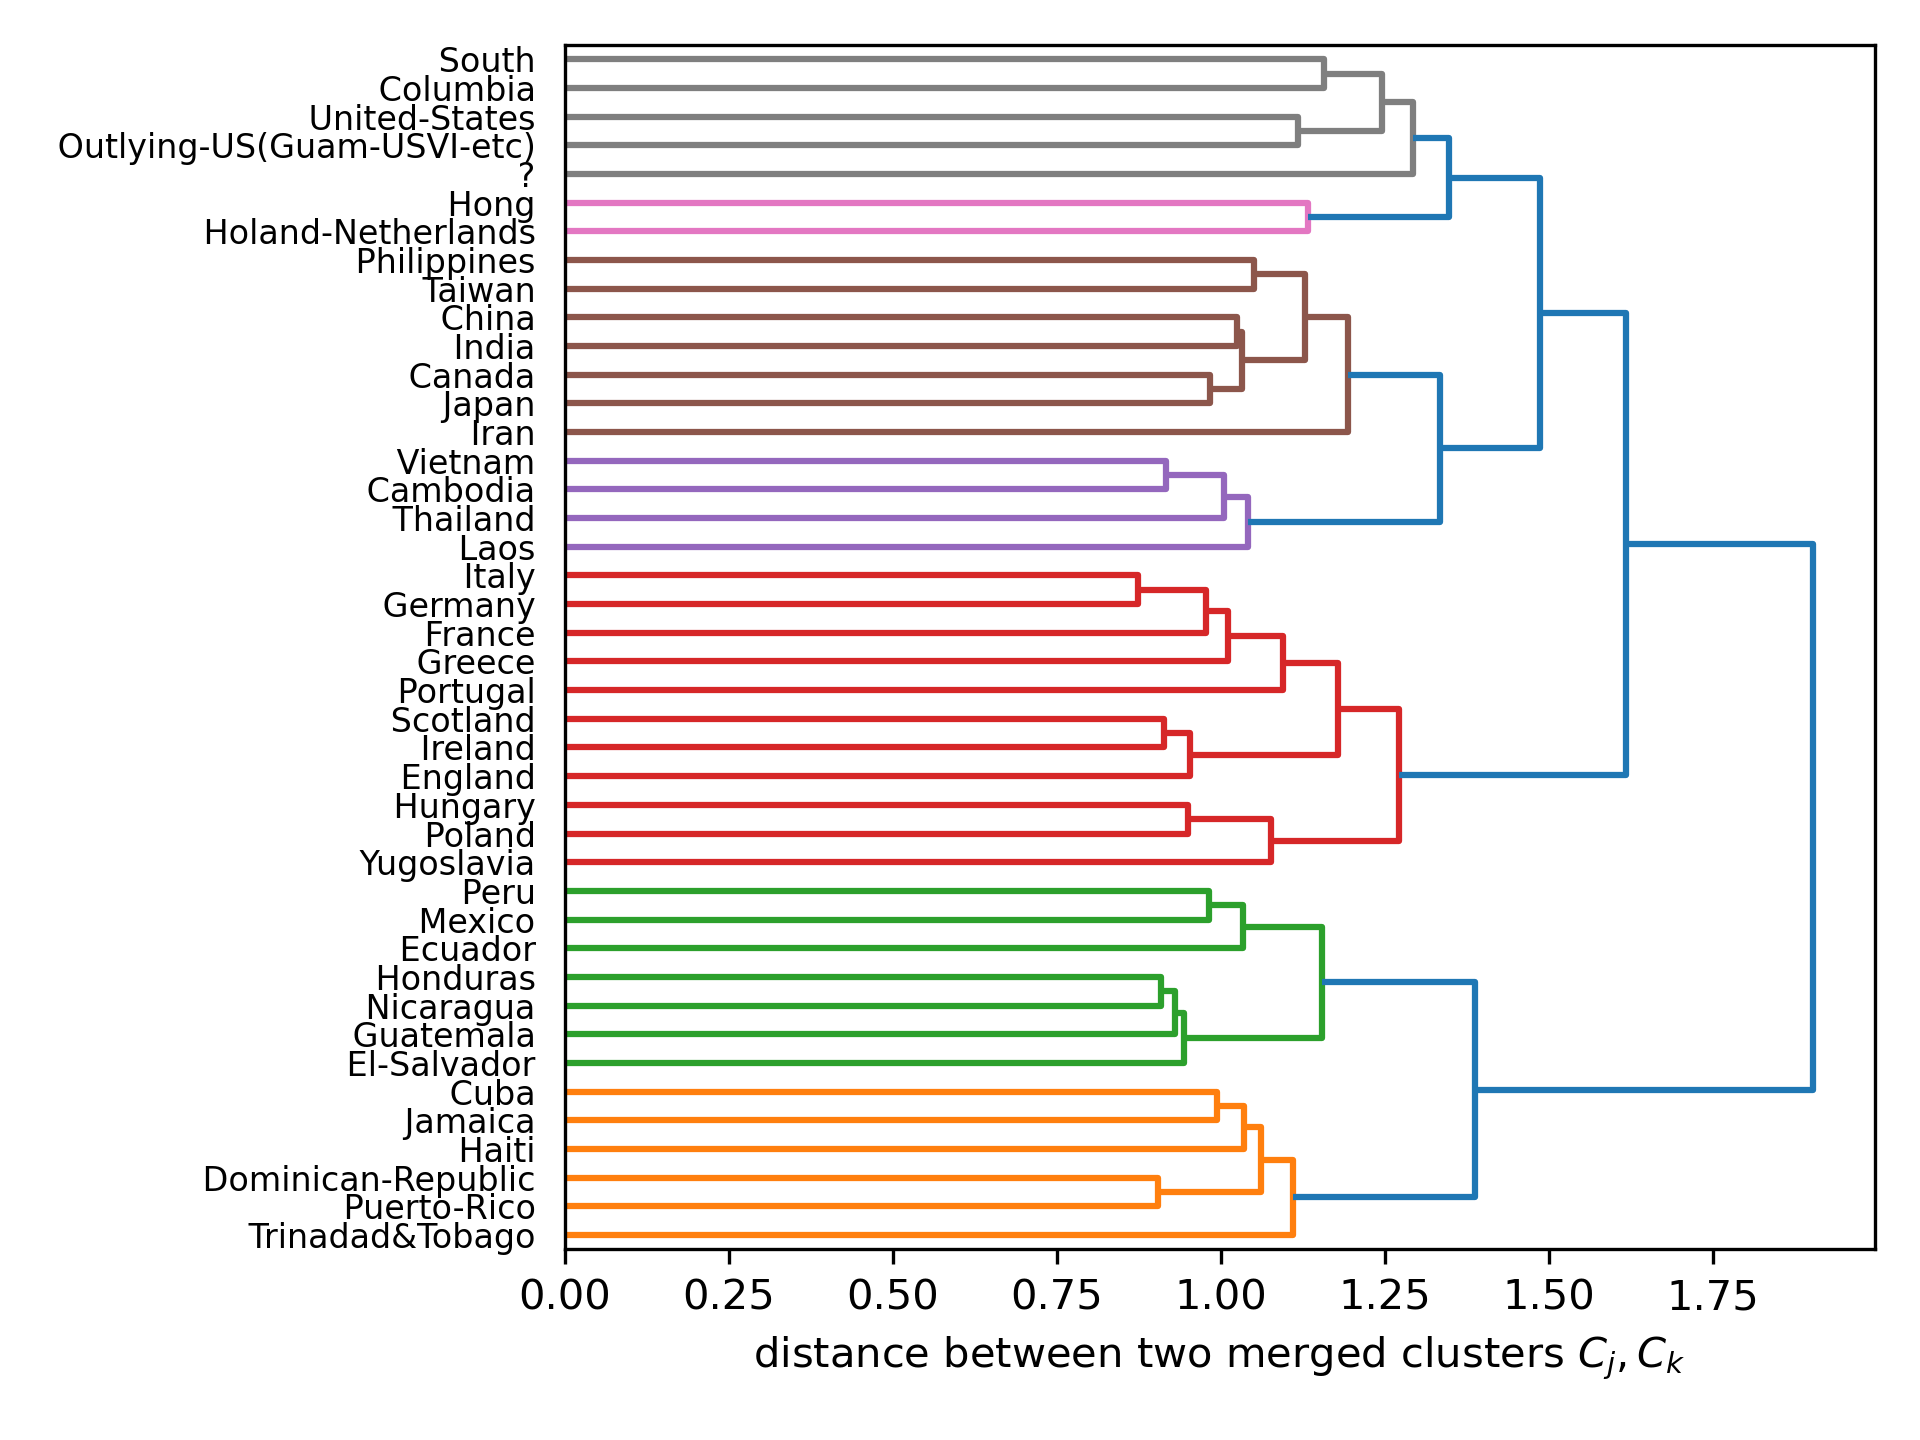 South
Columbia
United-States
Outlying-US(Guam-USVI-etc)
?
Hong
Holand-Netherlands
Philippines
Taiwan
China
India
Canada
Japan
Iran
Vietnam
Cambodia
Thailand
Laos
Italy
Germany
France
Greece
Portugal
Scotland
Ireland
England
Hungary
Poland
Yugoslavia
Peru
Mexico
Ecuador
Honduras
Nicaragua
Guatemala
El-Salvador
Cuba
Jamaica
Haiti
Dominican-Republic
Puerto-Rico
Trinadad&Tobago
0.00 0.25 0.50 0.75 1.00 1.25 1.50 1.75
distance between two merged clusters $C_j, C_k$